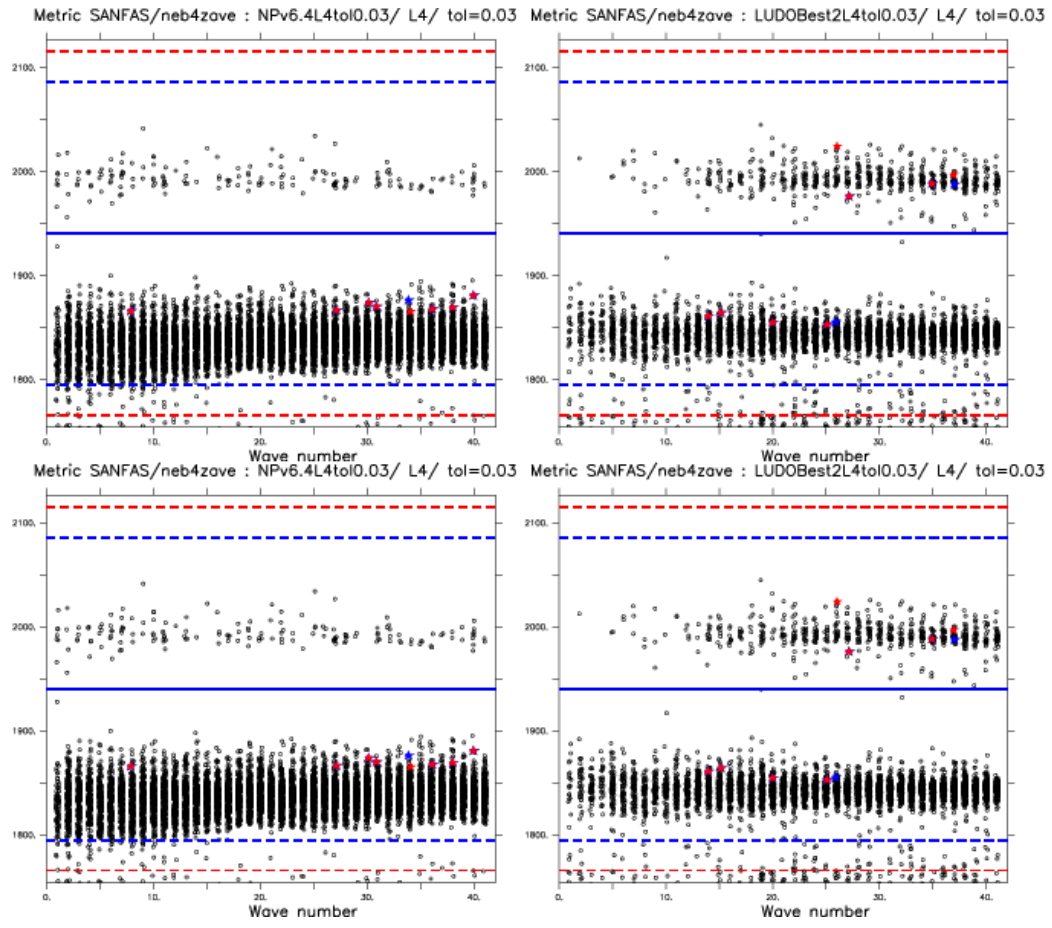 Metric SANFAS/neb4zave : NPv6.4L4tol0.03/ L4/ tol=0.03
Metric SANFAS/neb4zave : LUDOBest2L4tol0.03/ L4/ tol=0.03
2100.
2000.
1900.
1800.
0. 10. 20. 30. 40.
Wave number
2100.
2000.
1900.
1800.
0. 10. 20. 30. 40.
Wave number
Metric SANFAS/neb4zave : NPv6.4L4tol0.03/ L4/ tol=0.03
Metric SANFAS/neb4zave : LUDOBest2L4tol0.03/ L4/ tol=0.03
2100.
2000.
1900.
1800.
0. 10. 20. 30. 40.
Wave number
2100.
2000.
1900.
1800.
0. 10. 20. 30. 40.
Wave number